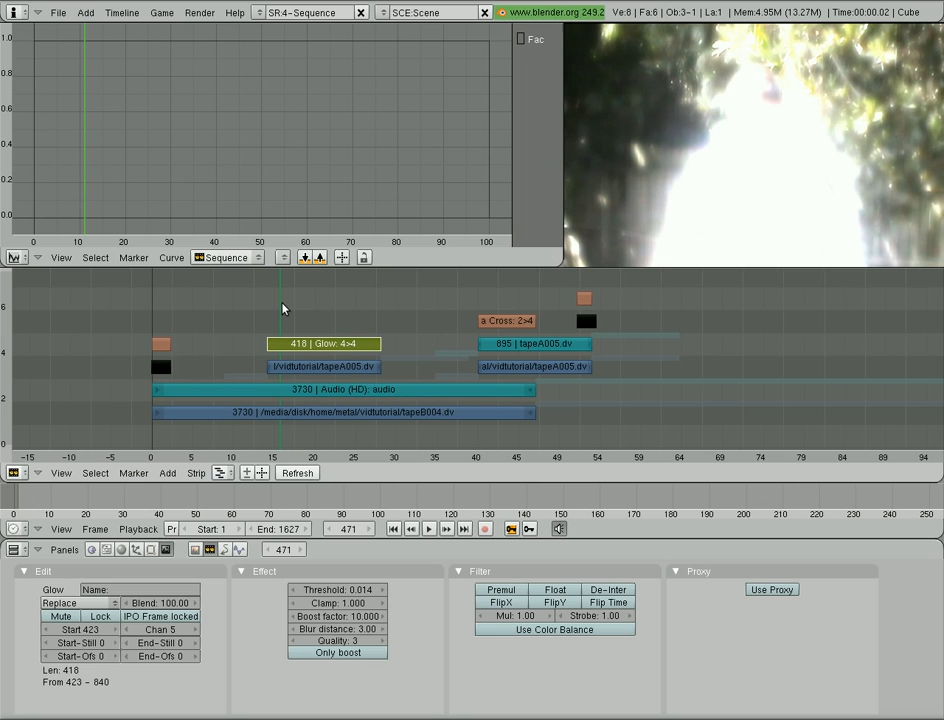 File Add Timeline Game Render Help SR:4-Sequence SCE:Scene www.blender.org 249.2 Ve:8 | Fa:6 | Ob:3-1 | La:1 | Mem:4.95M (13.27M) | Time:00:00.02 | Cube
1.0
0.8
0.6
0.4
0.2
0.0
Fac
0 10 20 30 40 50 60 70 80 90 100
View Select Marker Curve Sequence
6
4
2
0
a Cross: 2>4
418 | Glow: 4>4
895 | tapeA005.dv
l/vidtutorial/tapeA005.dv
al/vidtutorial/tapeA005.dv
3730 | Audio (HD): audio
3730 | /media/disk/home/metal/vidtutorial/tapeB004.dv
-15 -10 -5 0 5 10 15 20 25 30 35 40 45 49 54 59 64 69 74 79 84 89 94
View Select Marker Add Strip Refresh
0 10 20 30 40 50 60 70 80 90 100 110 120 130 140 150 160 170 180 190 200 210 220 230 240 250
View Frame Playback Pr Start: 1 End: 1627 471
Panels 471
Edit
Glow Name:
Replace Blend: 100.00
Mute Lock IPO Frame locked
Start 423 Chan 5
Start-Still 0 End-Still 0
Start-Ofs 0 End-Ofs 0
Len: 418
From 423 - 840
Effect
Threshold: 0.014
Clamp: 1.000
Boost factor: 10.000
Blur distance: 3.00
Quality: 3
Only boost
Filter
Premul Float De-Inter
FlipX FlipY Flip Time
Mul: 1.00 Strobe: 1.00
Use Color Balance
Proxy
Use Proxy